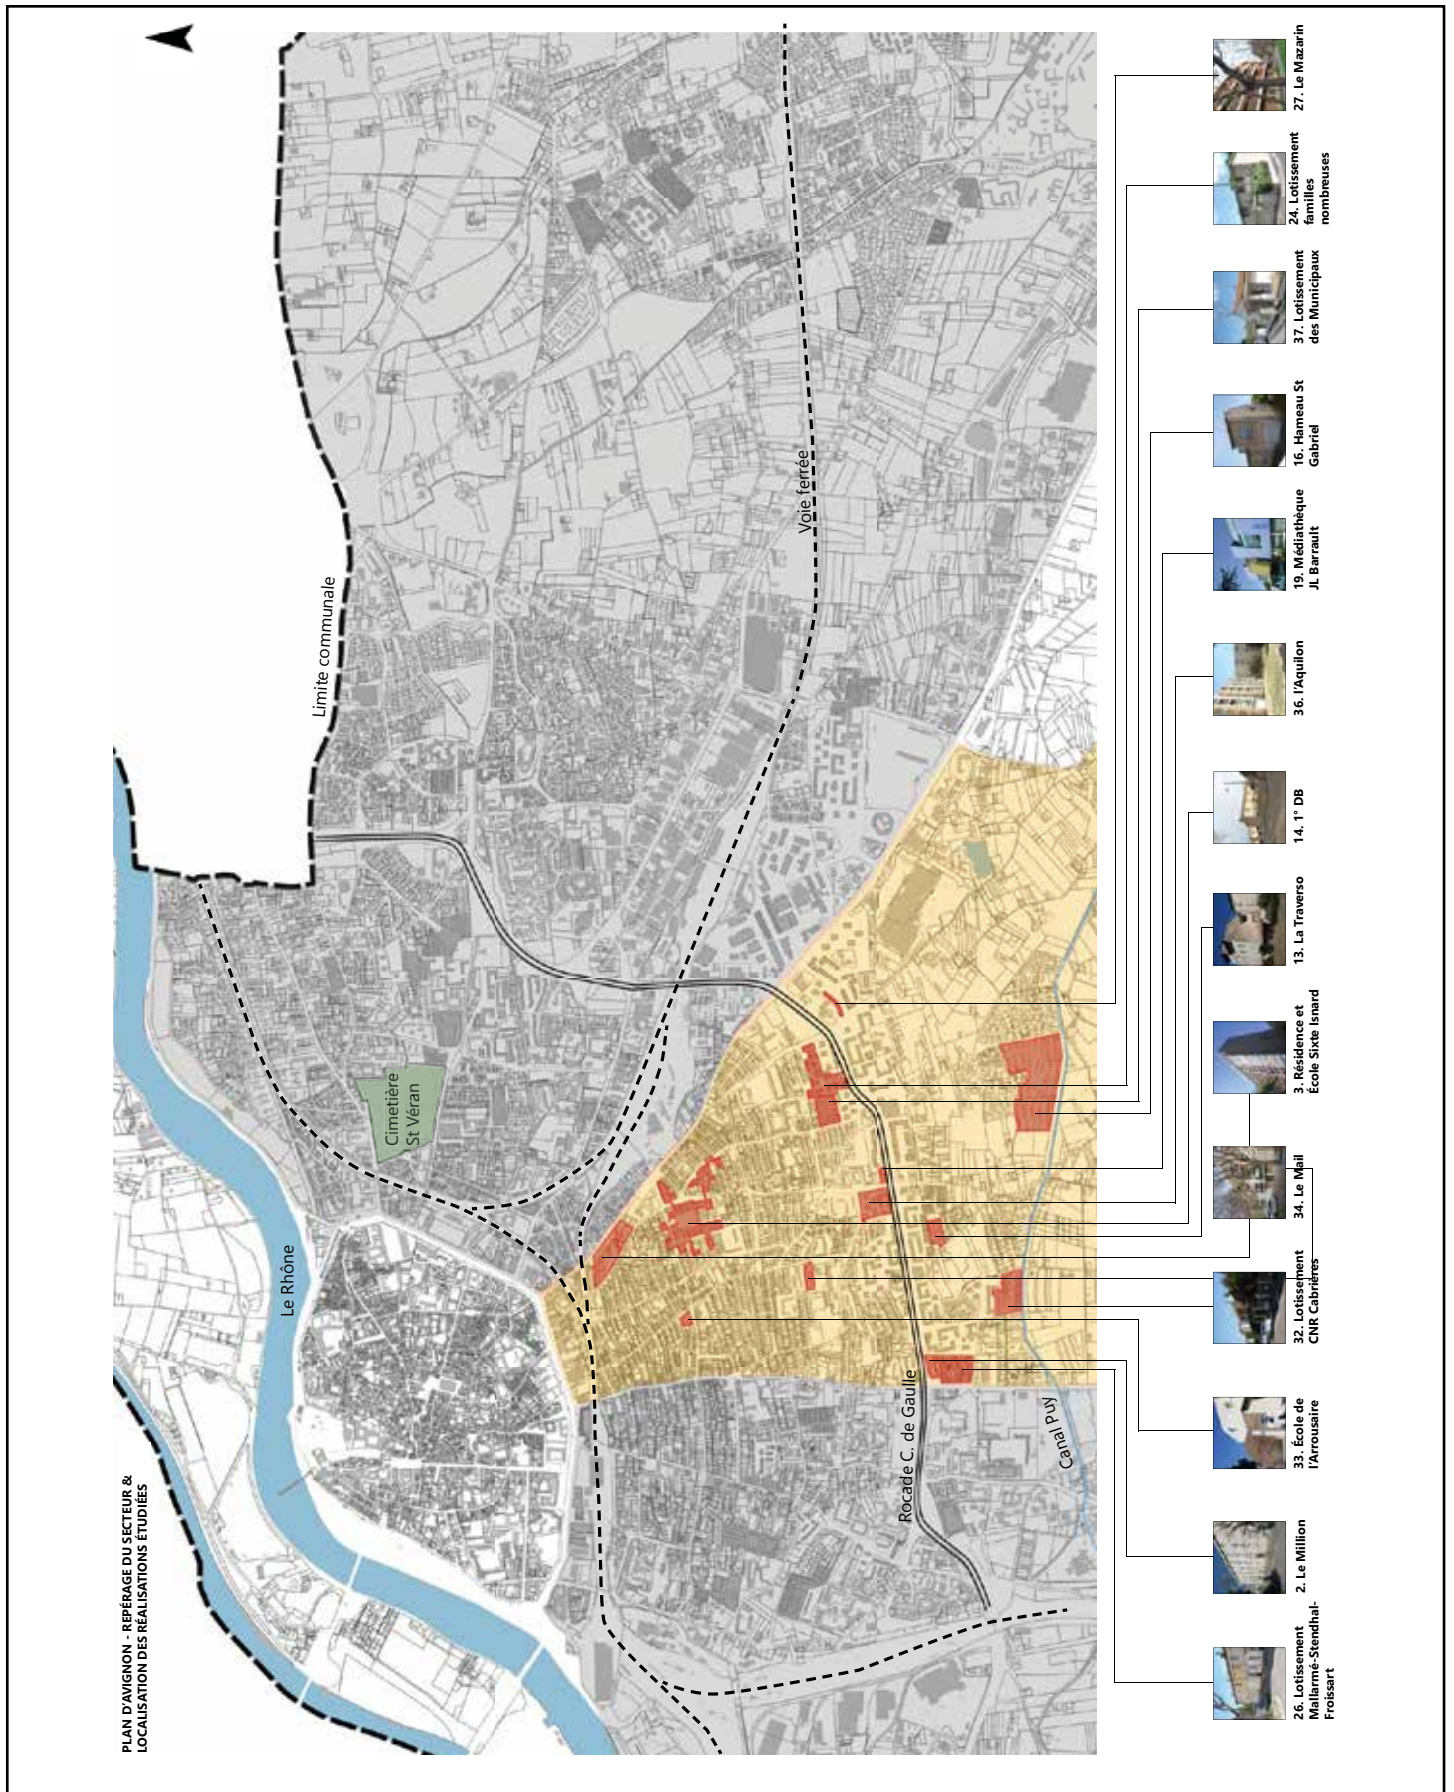 PLAN D'AVIGNON - REPÉRAGE DU SECTEUR &
LOCALISATION DES RÉALISATIONS ÉTUDIÉES
Le Rhône
Cimetière
St Véran
Limite communale
Voie ferrée
Rocade C. de Gaulle
Canal Puy
26. Lotissement
Mallarmé-Stendhal-
Froissart
2. Le Million
33. École de
l'Arrousaire
32. Lotissement
CNR Cabrières
34. Le Mail
3. Résidence et
École Sixte Isnard
13. La Traverso
14. 1° DB
36. l'Aquilon
19. Médiathèque
JL Barrault
16. Hameau St
Gabriel
37. Lotissement
des Municipaux
24. Lotissement
familles
nombreuses
27. Le Mazarin